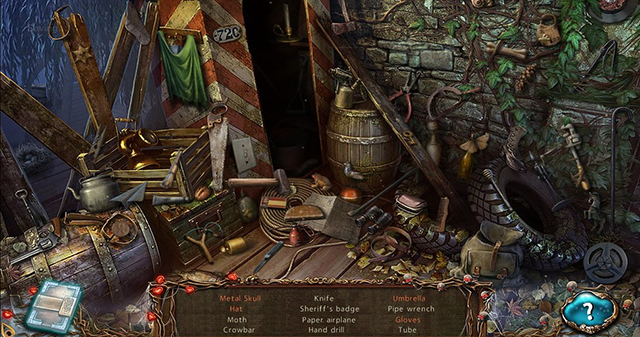 720
Metal Skull Knife Umbrella
Hat Sheriff's badge Pipe wrench
Moth Paper airplane Gloves
Crowbar Hand drill Tube
?